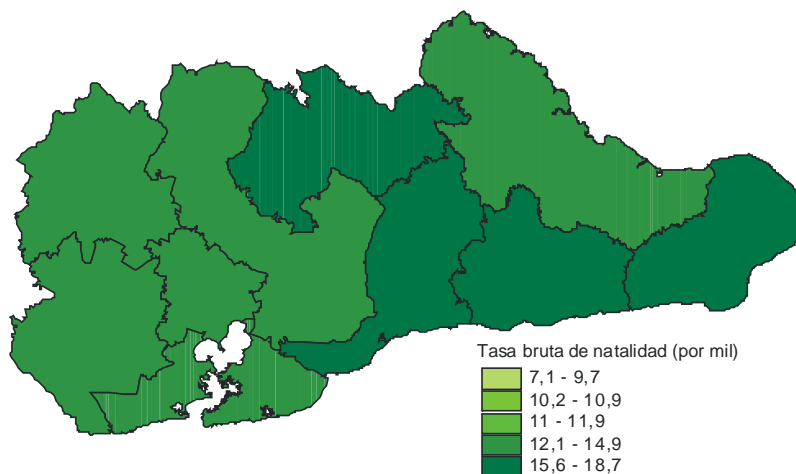 Tasa bruta de natalidad (por mil)
7,1 - 9,7
10,2 - 10,9
11 - 11,9
12,1 - 14,9
15,6 - 18,7